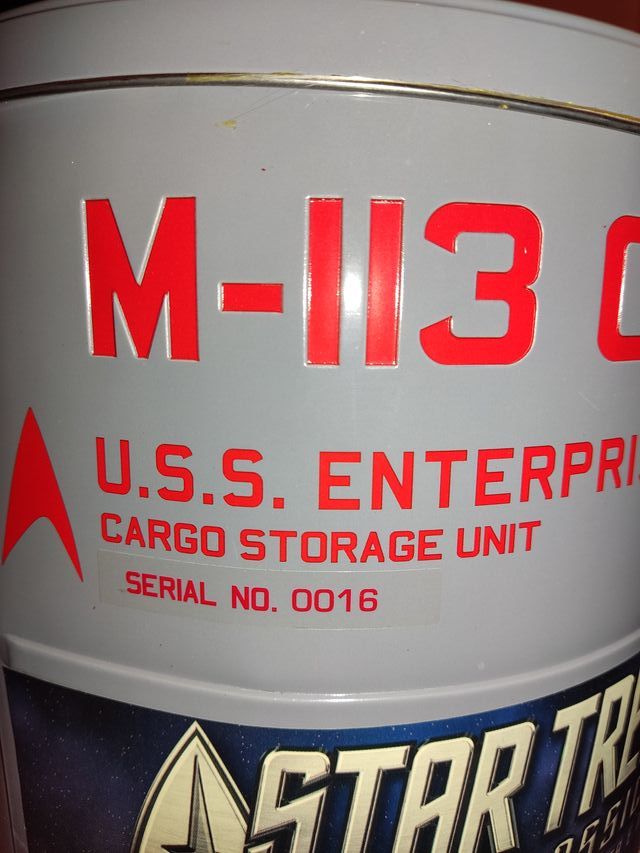 M-113 C
U.S.S. ENTERPRI
CARGO STORAGE UNIT
SERIAL NO. 0016
STAR TRE